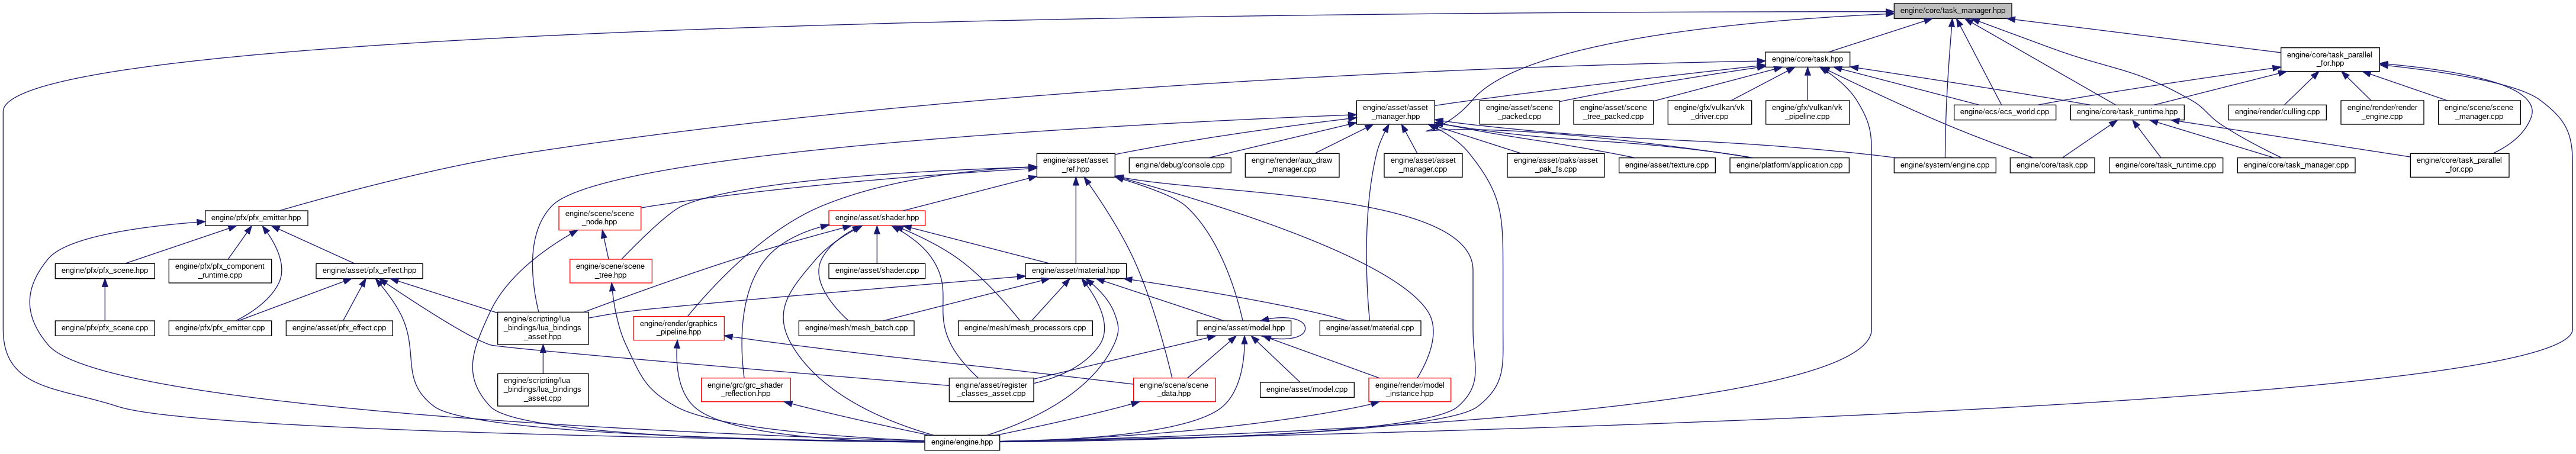 engine/core/task_manager.hpp
engine/core/task.hpp
engine/core/task_parallel
_for.hpp
engine/asset/asset
_manager.hpp
engine/asset/scene
_packed.cpp
engine/asset/scene
_tree_packed.cpp
engine/gfx/vulkan/vk
_driver.cpp
engine/gfx/vulkan/vk
_pipeline.cpp
engine/ecs/ecs_world.cpp
engine/core/task_runtime.hpp
engine/render/culling.cpp
engine/render/render
_engine.cpp
engine/scene/scene
_manager.cpp
engine/asset/asset
_ref.hpp
engine/debug/console.cpp
engine/render/aux_draw
_manager.cpp
engine/asset/asset
_manager.cpp
engine/asset/paks/asset
_pak_fs.cpp
engine/asset/texture.cpp
engine/platform/application.cpp
engine/system/engine.cpp
engine/core/task.cpp
engine/core/task_runtime.cpp
engine/core/task_manager.cpp
engine/core/task_parallel
_for.cpp
engine/pfx/pfx_emitter.hpp
engine/scene/scene
_node.hpp
engine/asset/shader.hpp
engine/pfx/pfx_scene.hpp
engine/pfx/pfx_component
_runtime.cpp
engine/asset/pfx_effect.hpp
engine/scene/scene
_tree.hpp
engine/asset/shader.cpp
engine/asset/material.hpp
engine/pfx/pfx_scene.cpp
engine/pfx/pfx_emitter.cpp
engine/asset/pfx_effect.cpp
engine/scripting/lua
_bindings/lua_bindings
_asset.hpp
engine/render/graphics
_pipeline.hpp
engine/mesh/mesh_batch.cpp
engine/mesh/mesh_processors.cpp
engine/asset/model.hpp
engine/asset/material.cpp
engine/scripting/lua
_bindings/lua_bindings
_asset.cpp
engine/grc/grc_shader
_reflection.hpp
engine/asset/register
_classes_asset.cpp
engine/scene/scene
_data.hpp
engine/asset/model.cpp
engine/render/model
_instance.hpp
engine/engine.hpp